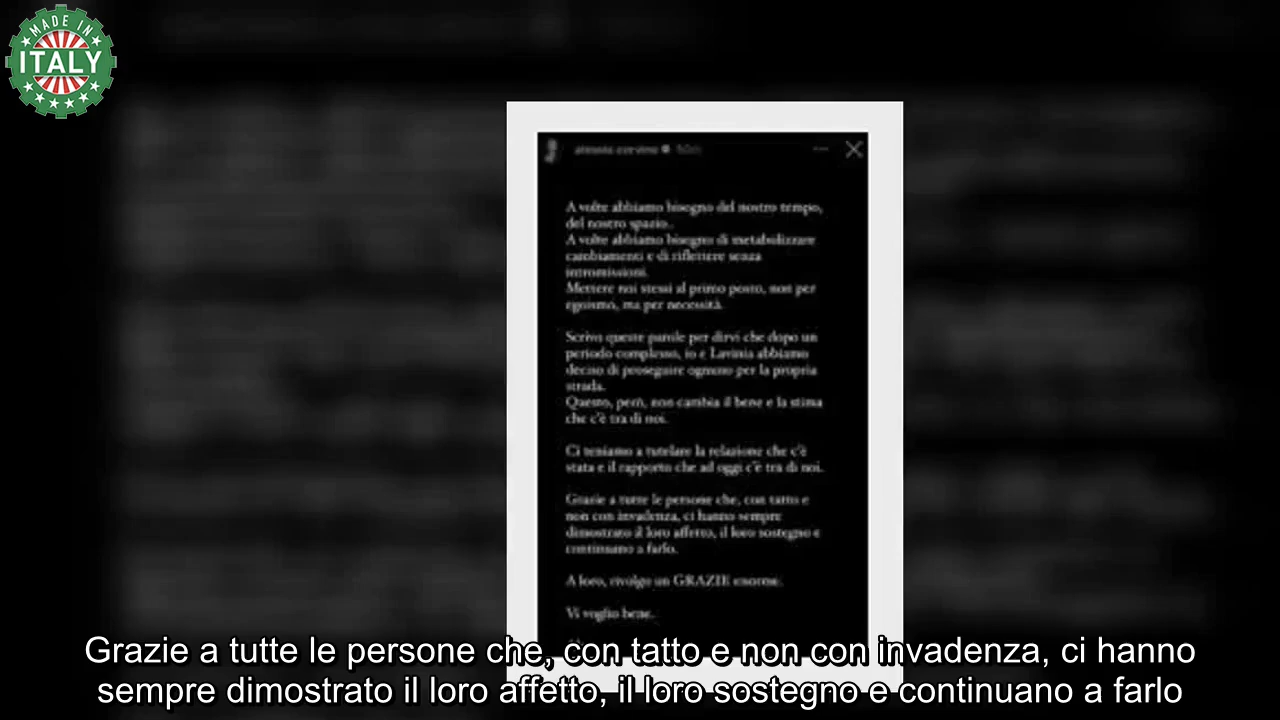 MADE IN
ITALY
A volte abbiamo bisogno del nostro tempo,
del nostro spazio.
A volte abbiamo bisogno di metabolizzare
cambiamenti e di riflettere senza
intromissioni.
Mettere noi stessi al primo posto, non per
egoismo, ma per necessità.
Scrivo queste parole per dirvi che dopo un
periodo complesso, io e Lavinia abbiamo
deciso di proseguire ognuno per la propria
strada.
Questo, però, non cambia il bene e la stima
che c'è tra di noi.
Ci teniamo a tutelare la relazione che c'è
stata e il rapporto che ad oggi c'è tra di noi.
Grazie a tutte le persone che, con tatto e
non con invadenza, ci hanno sempre
dimostrato il loro affetto, il loro sostegno e
continuano a farlo.
A loro, rivolgo un GRAZIE enorme.
Vi voglio bene.
Grazie a tutte le persone che, con tatto e non con invadenza, ci hanno
sempre dimostrato il loro affetto, il loro sostegno e continuano a farlo